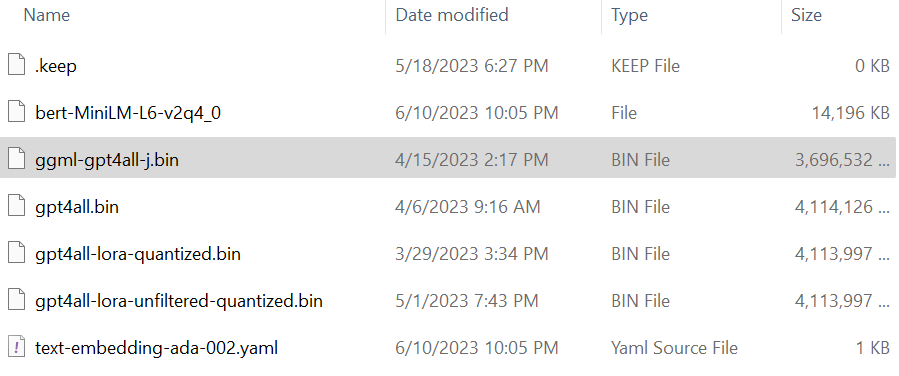 Name Date modified Type Size
.keep 5/18/2023 6:27 PM KEEP File 0 KB
bert-MiniLM-L6-v2q4_0 6/10/2023 10:05 PM File 14,196 KB
ggml-gpt4all-j.bin 4/15/2023 2:17 PM BIN File 3,696,532 ...
gpt4all.bin 4/6/2023 9:16 AM BIN File 4,114,126 ...
gpt4all-lora-quantized.bin 3/29/2023 3:34 PM BIN File 4,113,997 ...
gpt4all-lora-unfiltered-quantized.bin 5/1/2023 7:43 PM BIN File 4,113,997 ...
text-embedding-ada-002.yaml 6/10/2023 10:05 PM Yaml Source File 1 KB